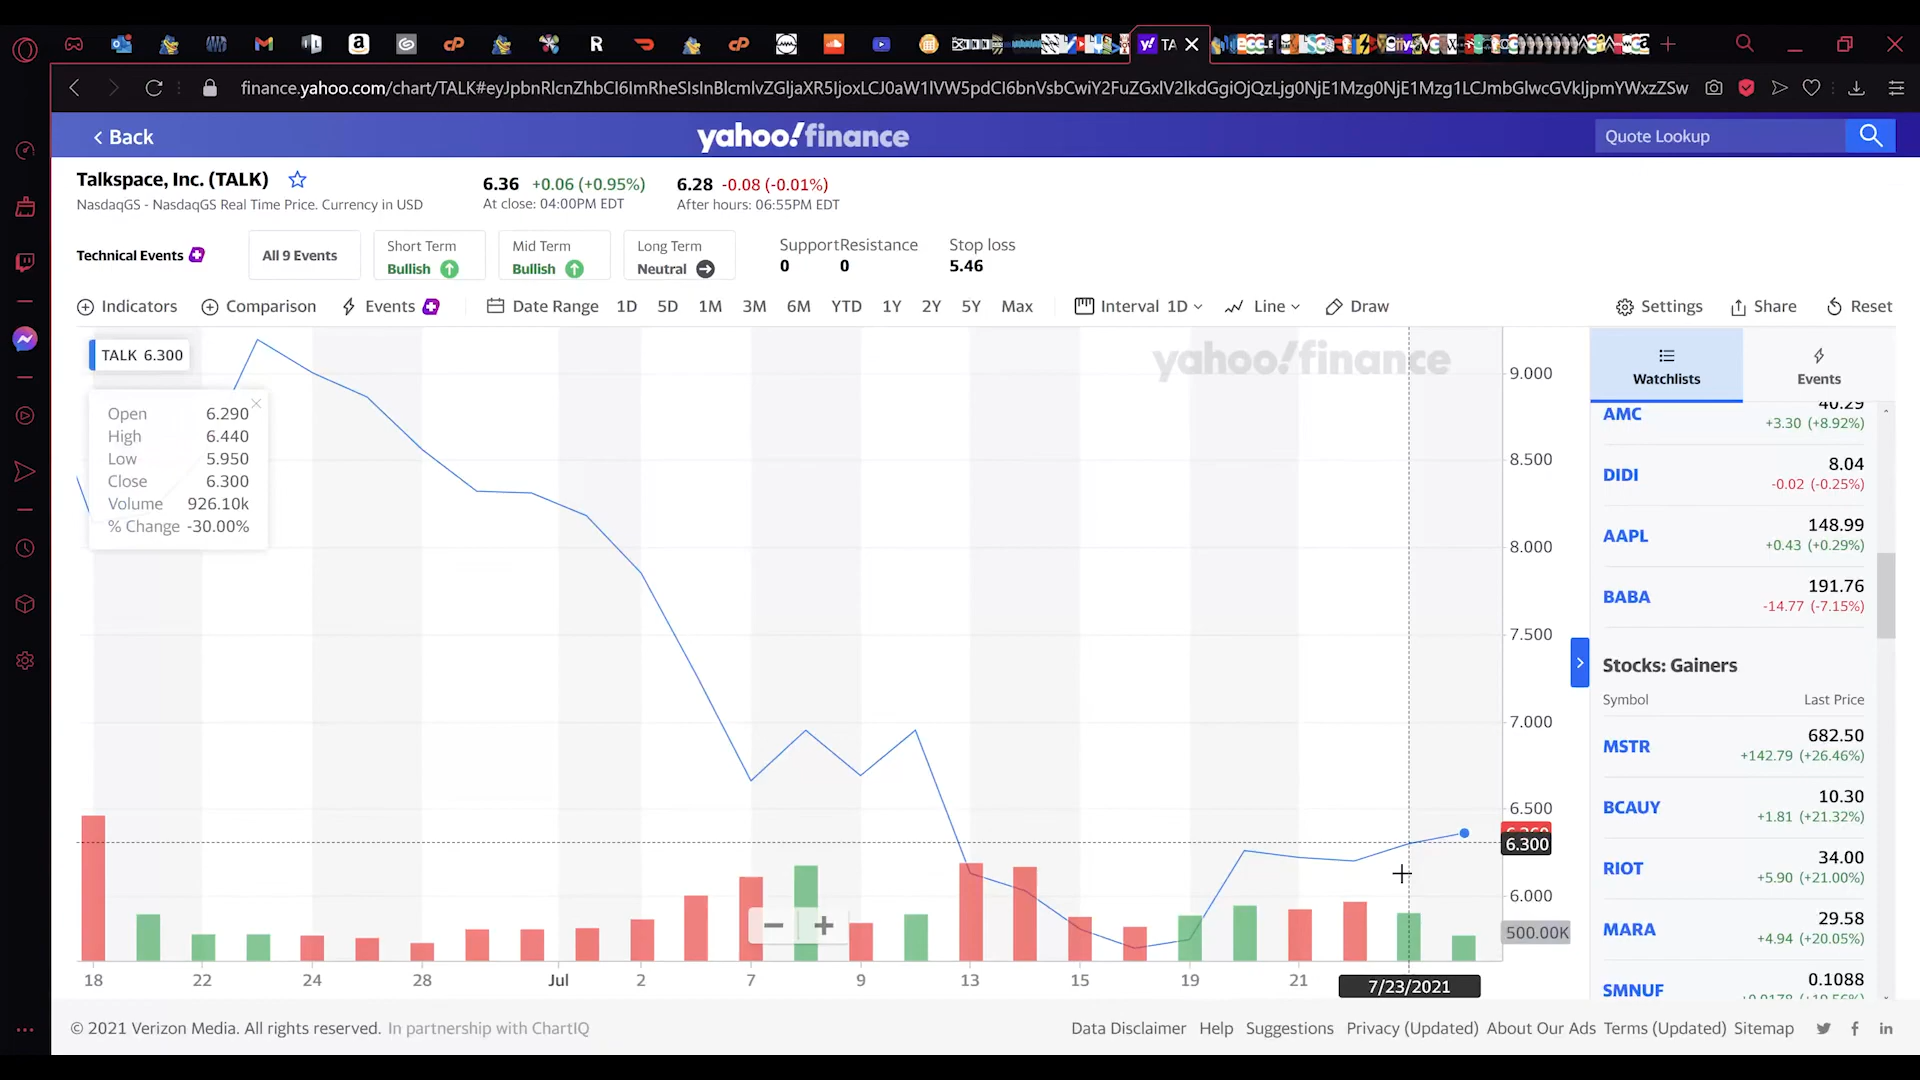 TA
finance.yahoo.com/chart/TALK#eyJpbnRlcnZhbCI6ImRheSIsInBlcmlvZGljaXR5IjoxLCJ0aW1lVW5pdCI6bnVsbCwiY2FuZGxlV2lkdGgiOjQzLjg0NjE1Mzg0NjE1Mzg1LCJmbGlwcGVkIjpmYWxzZSw
Back
yahoo!finance
Quote Lookup
Talkspace, Inc. (TALK)
6.36 +0.06 (+0.95%)
6.28 -0.08 (-0.01%)
NasdaqGS - NasdaqGS Real Time Price. Currency in USD
At close: 04:00PM EDT
After hours: 06:55PM EDT
Technical Events
All 9 Events
Short Term
Bullish
Mid Term
Bullish
Long Term
Neutral
Support
0
Resistance
0
Stop loss
5.46
Indicators
Comparison
Events
Date Range
1D 5D 1M 3M 6M YTD 1Y 2Y 5Y Max
Interval 1D
Line
Draw
Settings
Share
Reset
TALK 6.300
Open 6.290
High 6.440
Low 5.950
Close 6.300
Volume 926.10k
% Change -30.00%
yahoo!finance
9.000
8.500
8.000
7.500
7.000
6.500
6.300
6.000
500.00K
18 22 24 28 Jul 2 7 9 13 15 19 21 7/23/2021
Watchlists
Events
AMC 40.29
+3.30 (+8.92%)
DIDI 8.04
-0.02 (-0.25%)
AAPL 148.99
+0.43 (+0.29%)
BABA 191.76
-14.77 (-7.15%)
Stocks: Gainers
Symbol Last Price
MSTR 682.50
+142.79 (+26.46%)
BCAUY 10.30
+1.81 (+21.32%)
RIOT 34.00
+5.90 (+21.00%)
MARA 29.58
+4.94 (+20.05%)
SMNUF 0.1088
© 2021 Verizon Media. All rights reserved. In partnership with ChartIQ
Data Disclaimer Help Suggestions Privacy (Updated) About Our Ads Terms (Updated) Sitemap